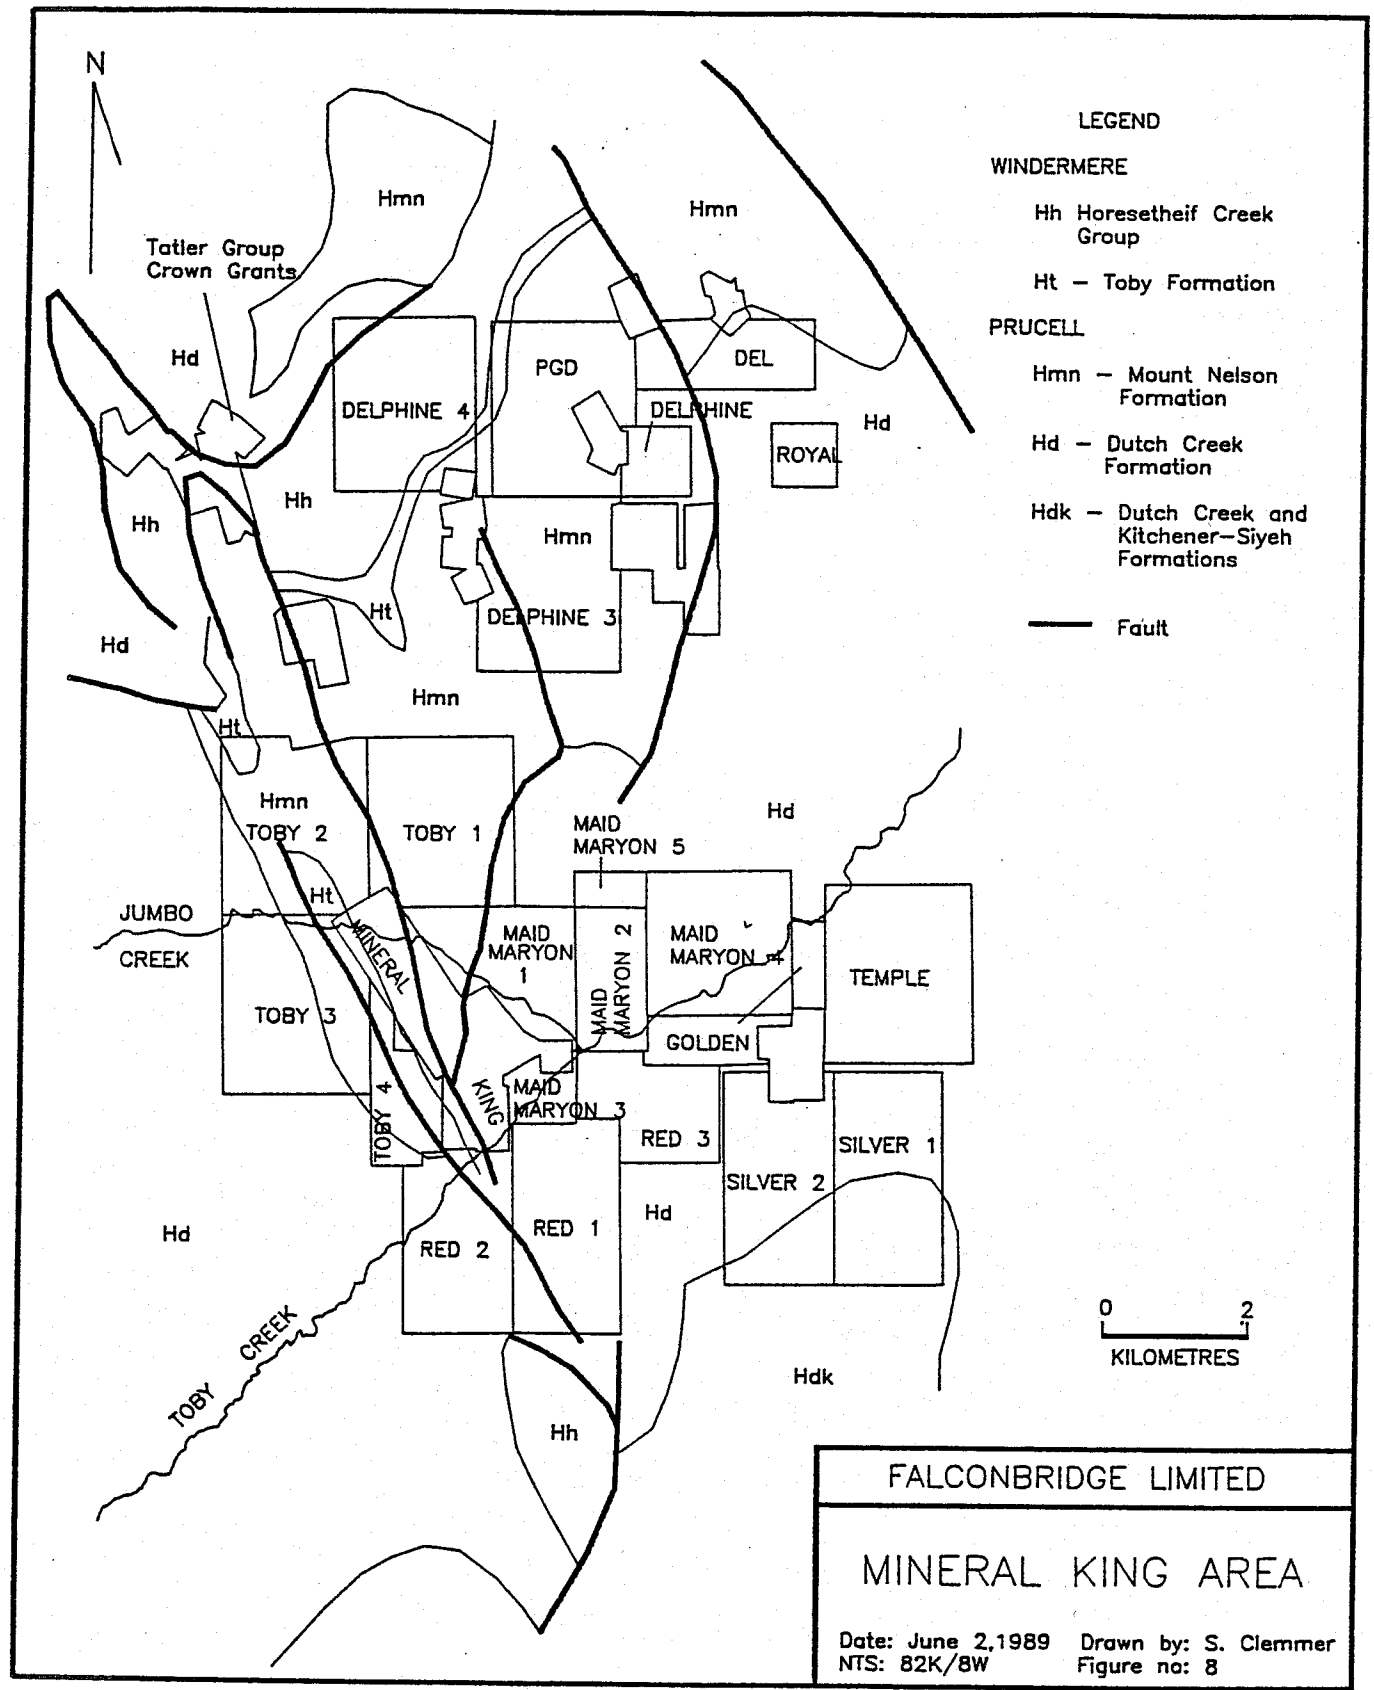 N
Hmn
Hmn
Tatler Group
Crown Grants
Hd
PGD
DEL
DELPHINE 4
DELPHINE
Hd
ROYAL
Hh
Hh
Hmn
Ht
DELPHINE 3
Hd
Hmn
Ht
Hmn
TOBY 2
TOBY 1
Hd
MAID
MARYON 5
Ht
JUMBO
CREEK
MINERAL
MAID
MARYON
1
MAID
MARYON 2
MAID
MARYON 4
TEMPLE
TOBY 3
GOLDEN
TOBY 4
KING
MAID
MARYON 3
RED 3
SILVER 1
SILVER 2
Hd
RED 2
RED 1
Hd
TOBY CREEK
Hdk
Hh
LEGEND
WINDERMERE
Hh Horesetheif Creek
Group
Ht – Toby Formation
PRUCELL
Hmn – Mount Nelson
Formation
Hd – Dutch Creek
Formation
Hdk – Dutch Creek and
Kitchener–Siyeh
Formations
Fault
0 2
KILOMETRES
FALCONBRIDGE LIMITED
MINERAL KING AREA
Date: June 2,1989 Drawn by: S. Clemmer
NTS: 82K/8W Figure no: 8